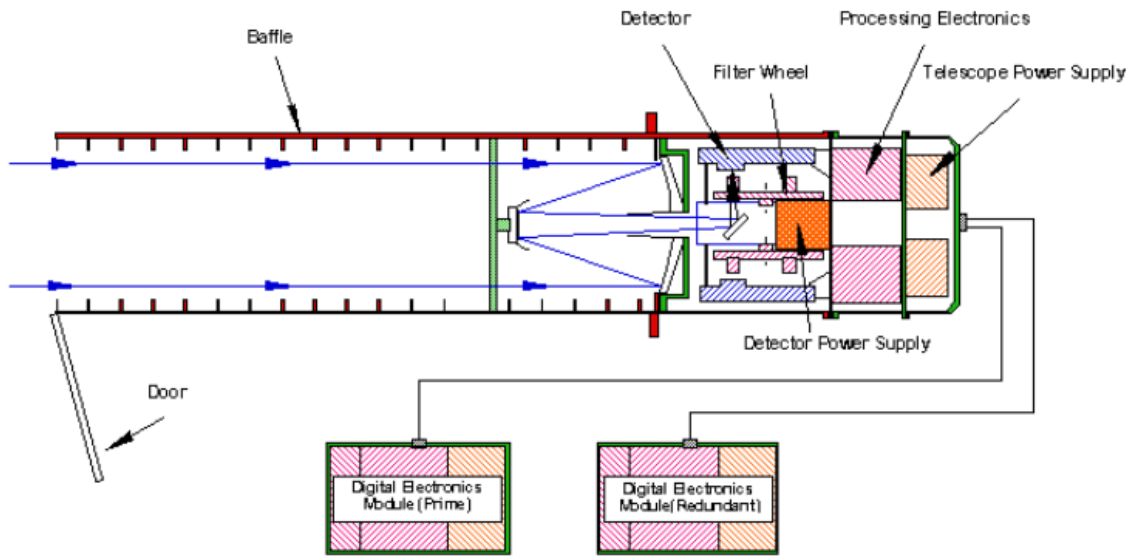 Detector
Processing Electronics
Baffle
Filter Wheel
Telescope Power Supply
Detector Power Supply
Door
Digital Electronics
Module (Prime)
Digital Electronics
Module(Redundant)